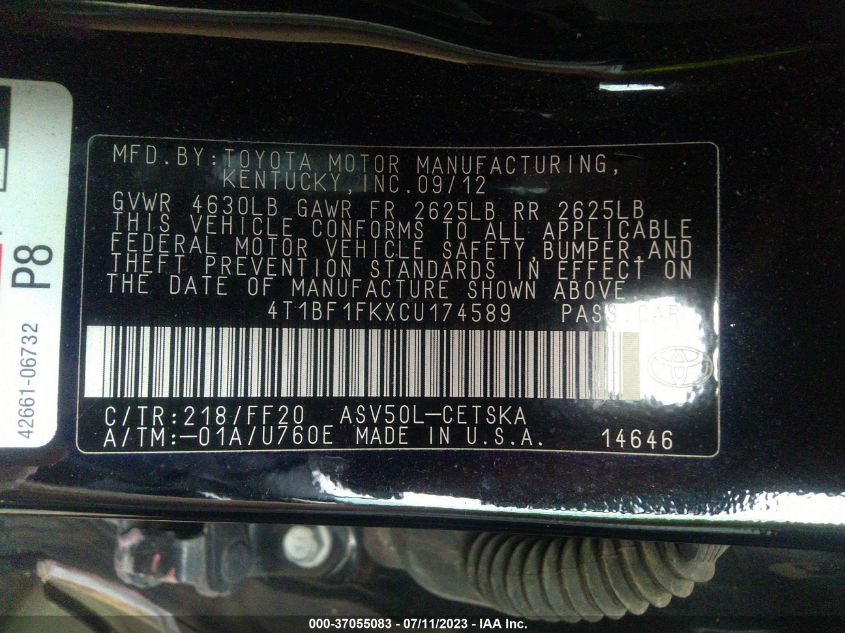 MFD.BY:TOYOTA MOTOR MANUFACTURING,
KENTUCKY,INC.09/12
GVWR 4630LB GAWR FR 2625LB RR 2625LB
THIS VEHICLE CONFORMS TO ALL APPLICABLE
FEDERAL MOTOR VEHICLE SAFETY,BUMPER,AND
THEFT PREVENTION STANDARDS IN EFFECT ON
THE DATE OF MANUFACTURE SHOWN ABOVE.
4T1BF1FKXCU174589 PASS.CAR
C/TR:218/FF20 ASV50L-CETSKA
A/TM:-01A/U760E MADE IN U.S.A. 14646
P8
42661-06732
000-37055083 - 07/11/2023 - © IAA Inc.